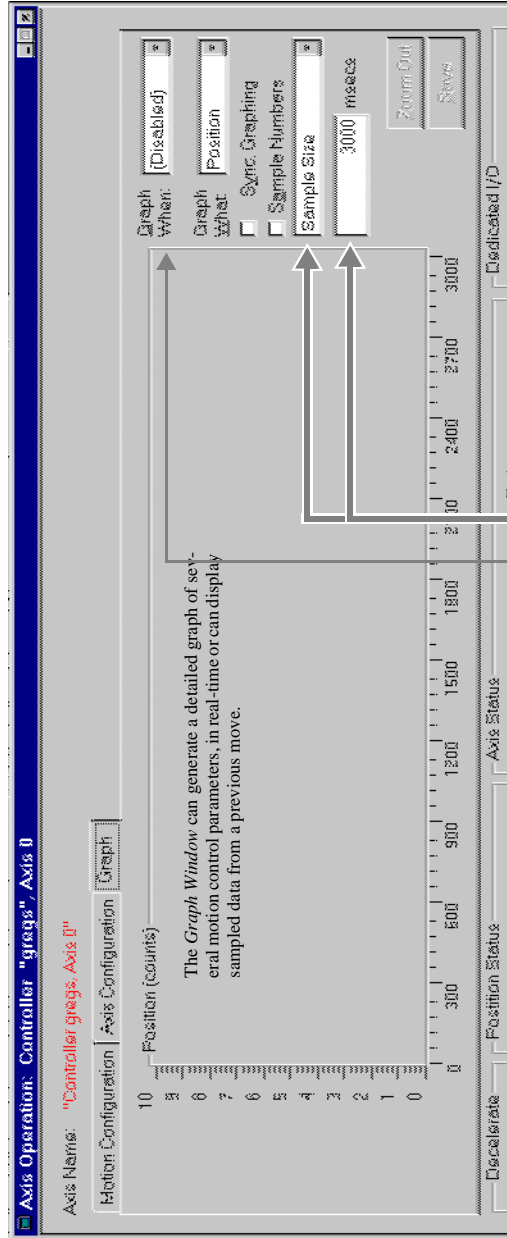 Axis Operation: Controller "gregs", Axis 0
Axis Name: "Controller gregs, Axis 0"
Motion Configuration Axis Configuration Graph
Position (counts)
10
9
8
7
6
5
4
3
2
1
0
The Graph Window can generate a detailed graph of sev-
eral motion control parameters, in real-time or can display
sampled data from a previous move.
0 300 600 900 1200 1500 1800 2400 2700 3000
Graph
When:
(Disabled)
Graph
What:
Position
Sync. Graphing
Sample Numbers
Sample Size
3000 msecs
Zoom Out
Save
Decelerate
Position Status
Axis Status
Dedicated I/O